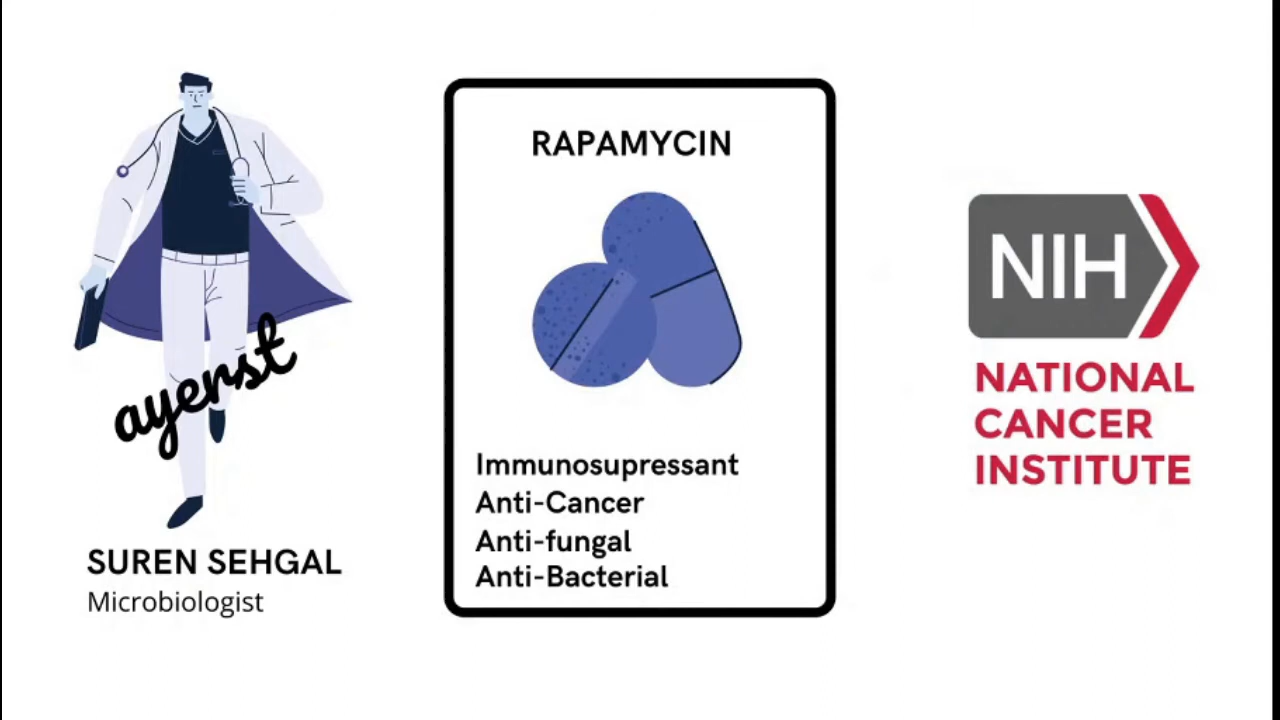 ayerst
SUREN SEHGAL
Microbiologist
RAPAMYCIN
Immunosupressant
Anti-Cancer
Anti-fungal
Anti-Bacterial
NIH
NATIONAL
CANCER
INSTITUTE